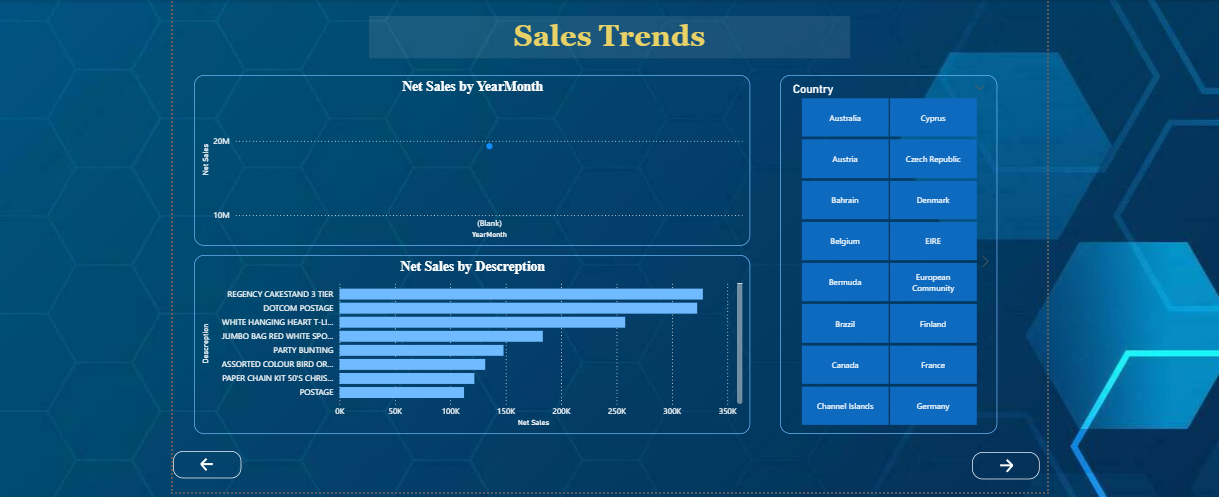 Sales Trends
Net Sales by YearMonth
Net Sales
20M
10M
(Blank)
YearMonth
Net Sales by Descreption
Descreption
REGENCY CAKESTAND 3 TIER
DOTCOM POSTAGE
WHITE HANGING HEART T-LI...
JUMBO BAG RED WHITE SPO...
PARTY BUNTING
ASSORTED COLOUR BIRD OR...
PAPER CHAIN KIT 50'S CHRIS...
POSTAGE
0K 50K 100K 150K 200K 250K 300K 350K
Net Sales
Country
Australia Cyprus
Austria Czech Republic
Bahrain Denmark
Belgium EIRE
Bermuda European
Community
Brazil Finland
Canada France
Channel Islands Germany